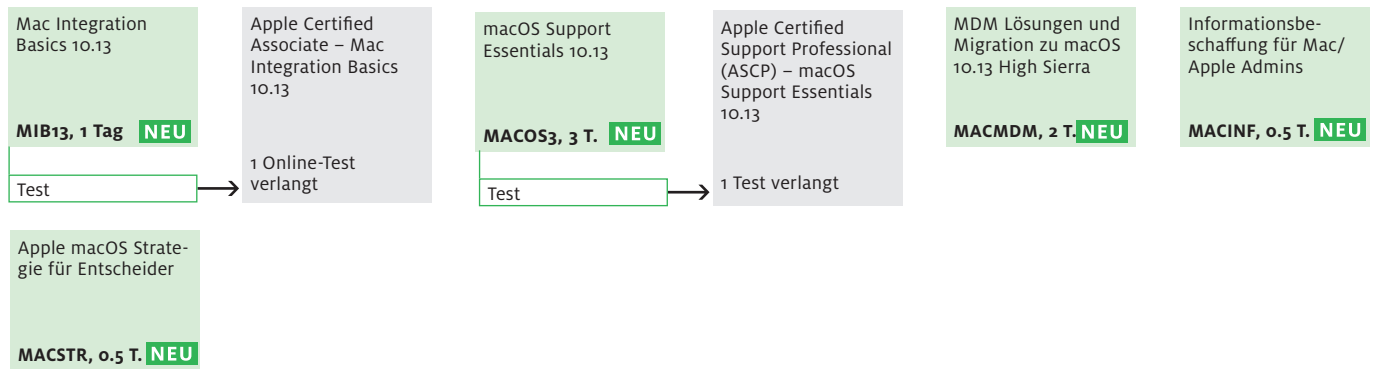 Mac Integration
Basics 10.13
MIB13, 1 Tag NEU
Test
Apple Certified
Associate – Mac
Integration Basics
10.13
1 Online-Test
verlangt
macOS Support
Essentials 10.13
MACOS3, 3 T. NEU
Test
Apple Certified
Support Professional
(ASCP) – macOS
Support Essentials
10.13
1 Test verlangt
MDM Lösungen und
Migration zu macOS
10.13 High Sierra
MACMDM, 2 T. NEU
Informationsbe-
schaffung für Mac/
Apple Admins
MACINF, 0.5 T. NEU
Apple macOS Strate-
gie für Entscheider
MACSTR, 0.5 T. NEU